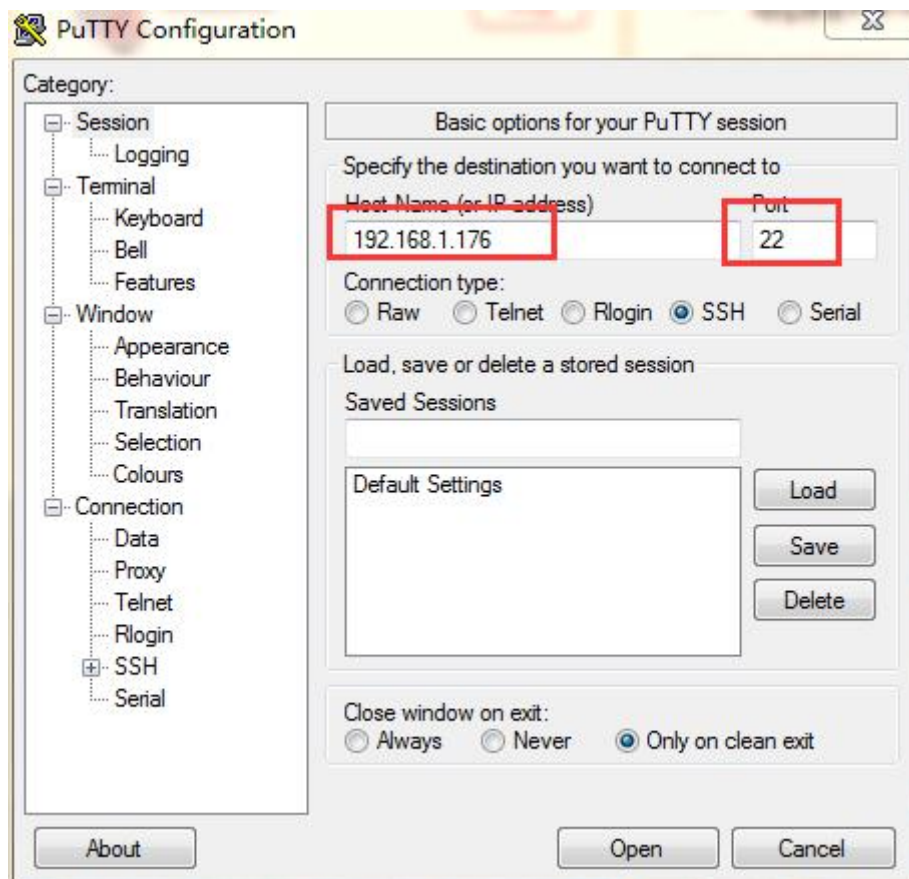 PuTTY Configuration
Category:
Session
Logging
Terminal
Keyboard
Bell
Features
Window
Appearance
Behaviour
Translation
Selection
Colours
Connection
Data
Proxy
Telnet
Rlogin
SSH
Serial
Basic options for your PuTTY session
Specify the destination you want to connect to
Host Name (or IP address) Port
192.168.1.176 22
Connection type:
Raw Telnet Rlogin SSH Serial
Load, save or delete a stored session
Saved Sessions
Default Settings
Load
Save
Delete
Close window on exit:
Always Never Only on clean exit
About Open Cancel